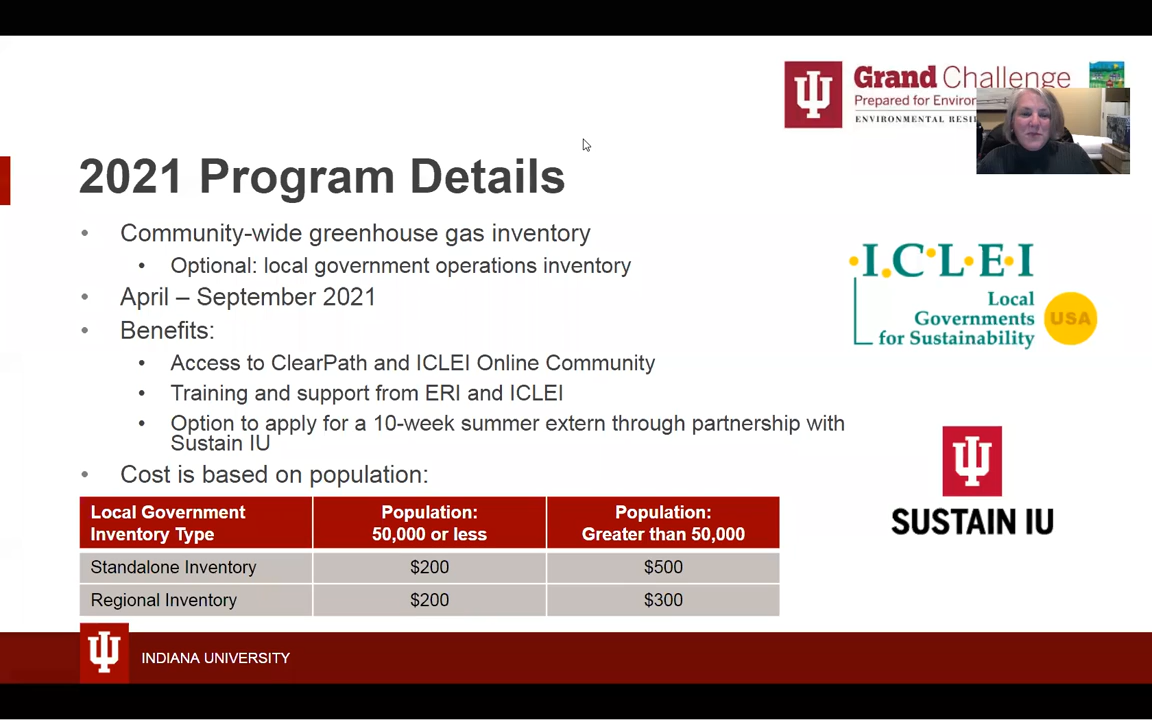 Grand Challenge
Prepared for Environ
ENVIRONMENTAL RESI
2021 Program Details
• Community-wide greenhouse gas inventory
• Optional: local government operations inventory
• April – September 2021
• Benefits:
• Access to ClearPath and ICLEI Online Community
• Training and support from ERI and ICLEI
• Option to apply for a 10-week summer extern through partnership with
Sustain IU
• Cost is based on population:
I.C.L.E.I
Local
Governments
for Sustainability
USA
SUSTAIN IU
Local Government Inventory Type | Population: 50,000 or less | Population: Greater than 50,000
Standalone Inventory $200 $500
Regional Inventory $200 $300
INDIANA UNIVERSITY